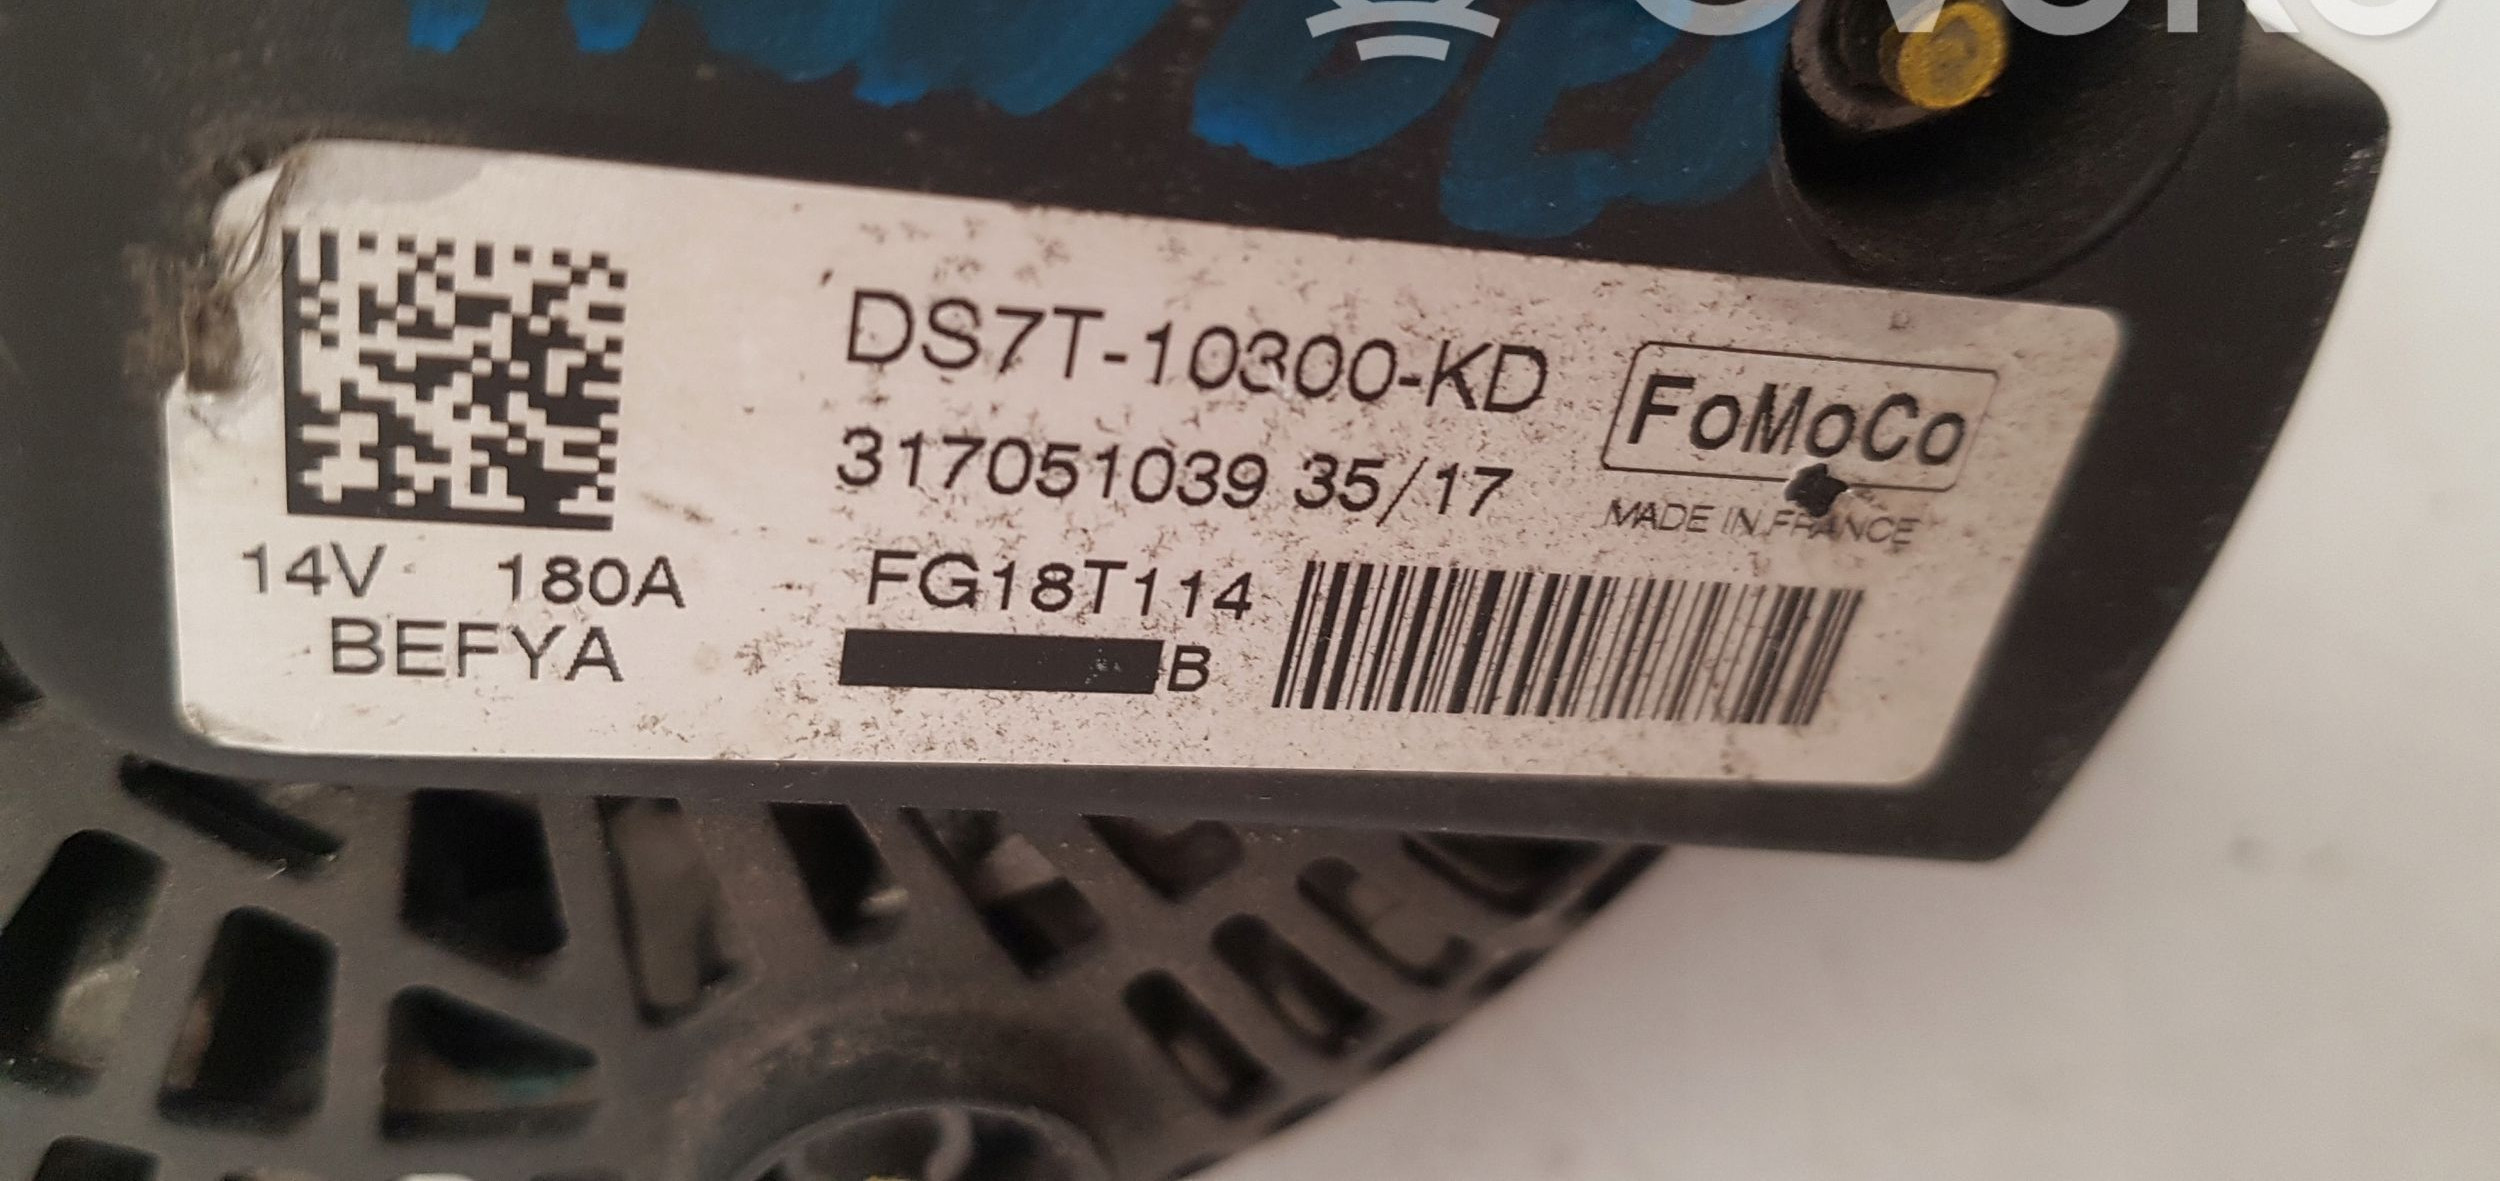 DS7T-10300-KD
FoMoCo
317051039 35/17
MADE IN FRANCE
14V 180A
FG18T114
BEFYA
B